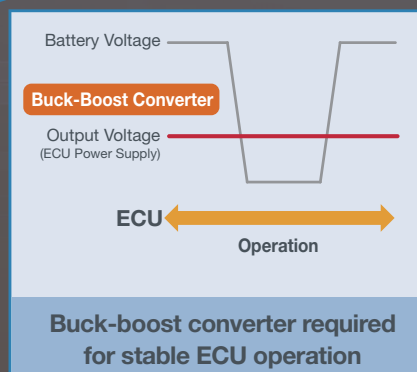 Battery Voltage
Buck-Boost Converter
Output Voltage
(ECU Power Supply)
ECU
Operation
Buck-boost converter required
for stable ECU operation